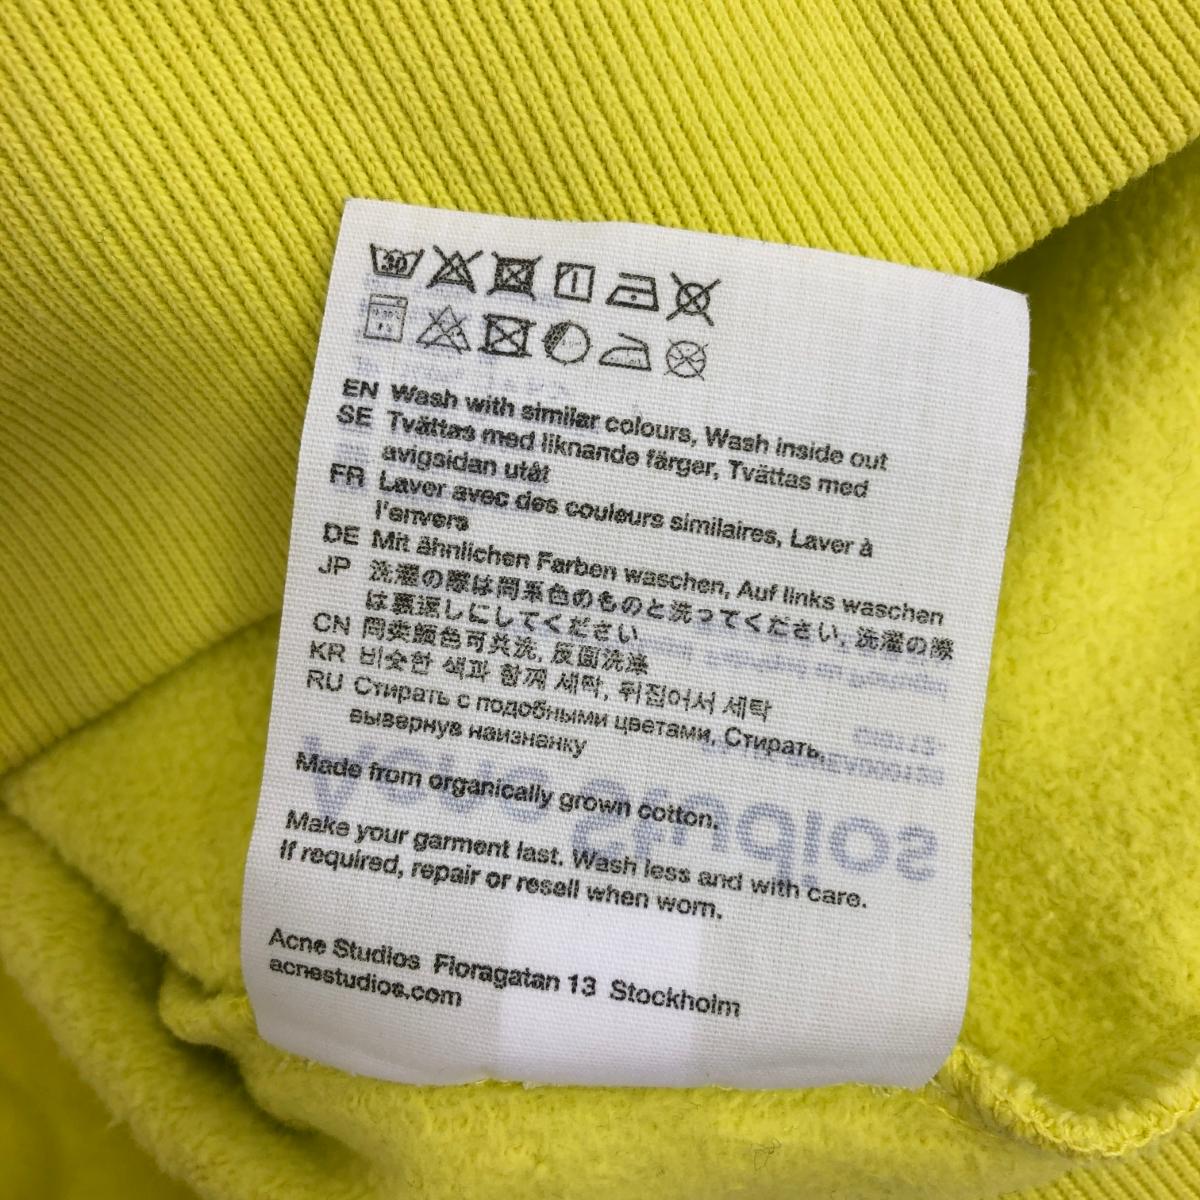 30
EN Wash with similar colours, Wash inside out
SE Tvättas med liknande färger, Tvättas med
avigsidan utåt
FR Laver avec des couleurs similaires, Laver à
l'envers
DE Mit ähnlichen Farben waschen, Auf links waschen
JP 洗濯の際は同系色のものと洗ってください, 洗濯の際
は裏返しにしてください
CN 同类颜色可共洗, 反面洗涤
KR 비슷한 색과 함께 세탁, 뒤집어서 세탁
RU Стирать с подобными цветами, Стирать,
вывернув наизнанку
Made from organically grown cotton.
Make your garment last. Wash less and with care.
If required, repair or resell when worn.
Acne Studios Floragatan 13 Stockholm
acnestudios.com
Acne Studios